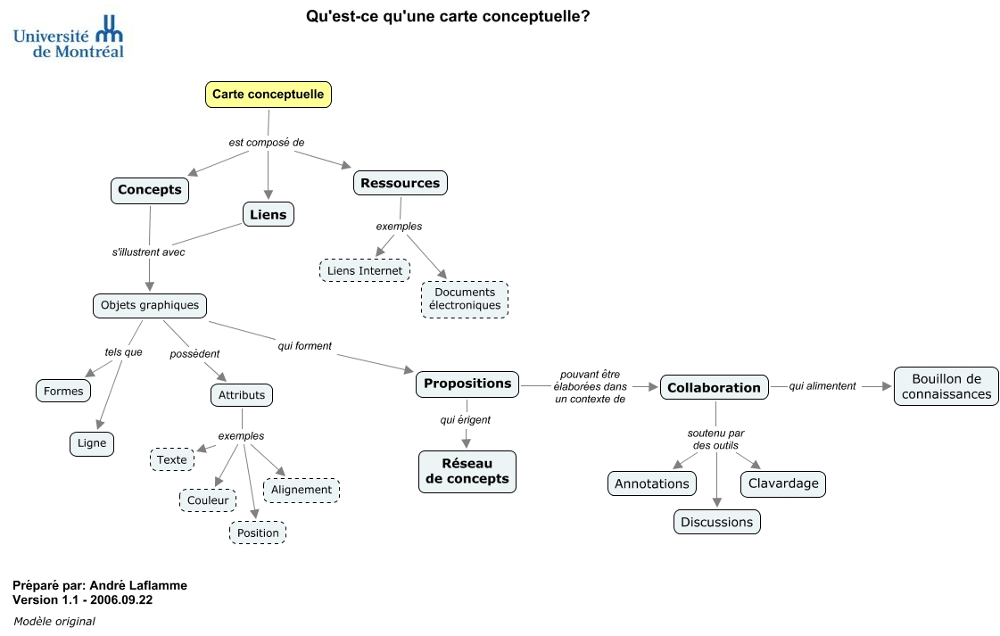 Qu'est-ce qu'une carte conceptuelle?
Université
de Montréal
Carte conceptuelle
est composé de
Concepts
Liens
Ressources
s'illustrent avec
exemples
Liens Internet
Documents
électroniques
Objets graphiques
tels que
possèdent
qui forment
Formes
Ligne
Attributs
exemples
Texte
Couleur
Position
Alignement
Propositions
qui érigent
Réseau
de concepts
pouvant être
élaborées dans
un contexte de
Collaboration
qui alimentent
Bouillon de
connaissances
soutenu par
des outils
Annotations
Discussions
Clavardage
Préparé par: André Laflamme
Version 1.1 - 2006.09.22
Modèle original